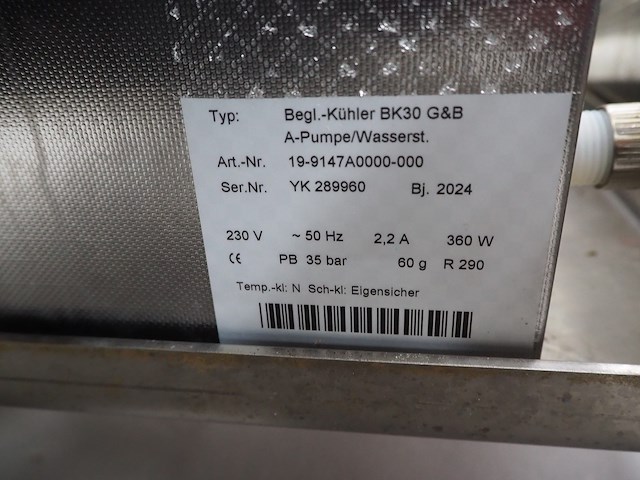 Typ: Begl.-Kühler BK30 G&B
A-Pumpe/Wasserst.
Art.-Nr. 19-9147A0000-000
Ser.Nr. YK 289960 Bj. 2024
230 V ~ 50 Hz 2,2 A 360 W
CE PB 35 bar 60 g R 290
Temp.-kl: N Sch-kl: Eigensicher